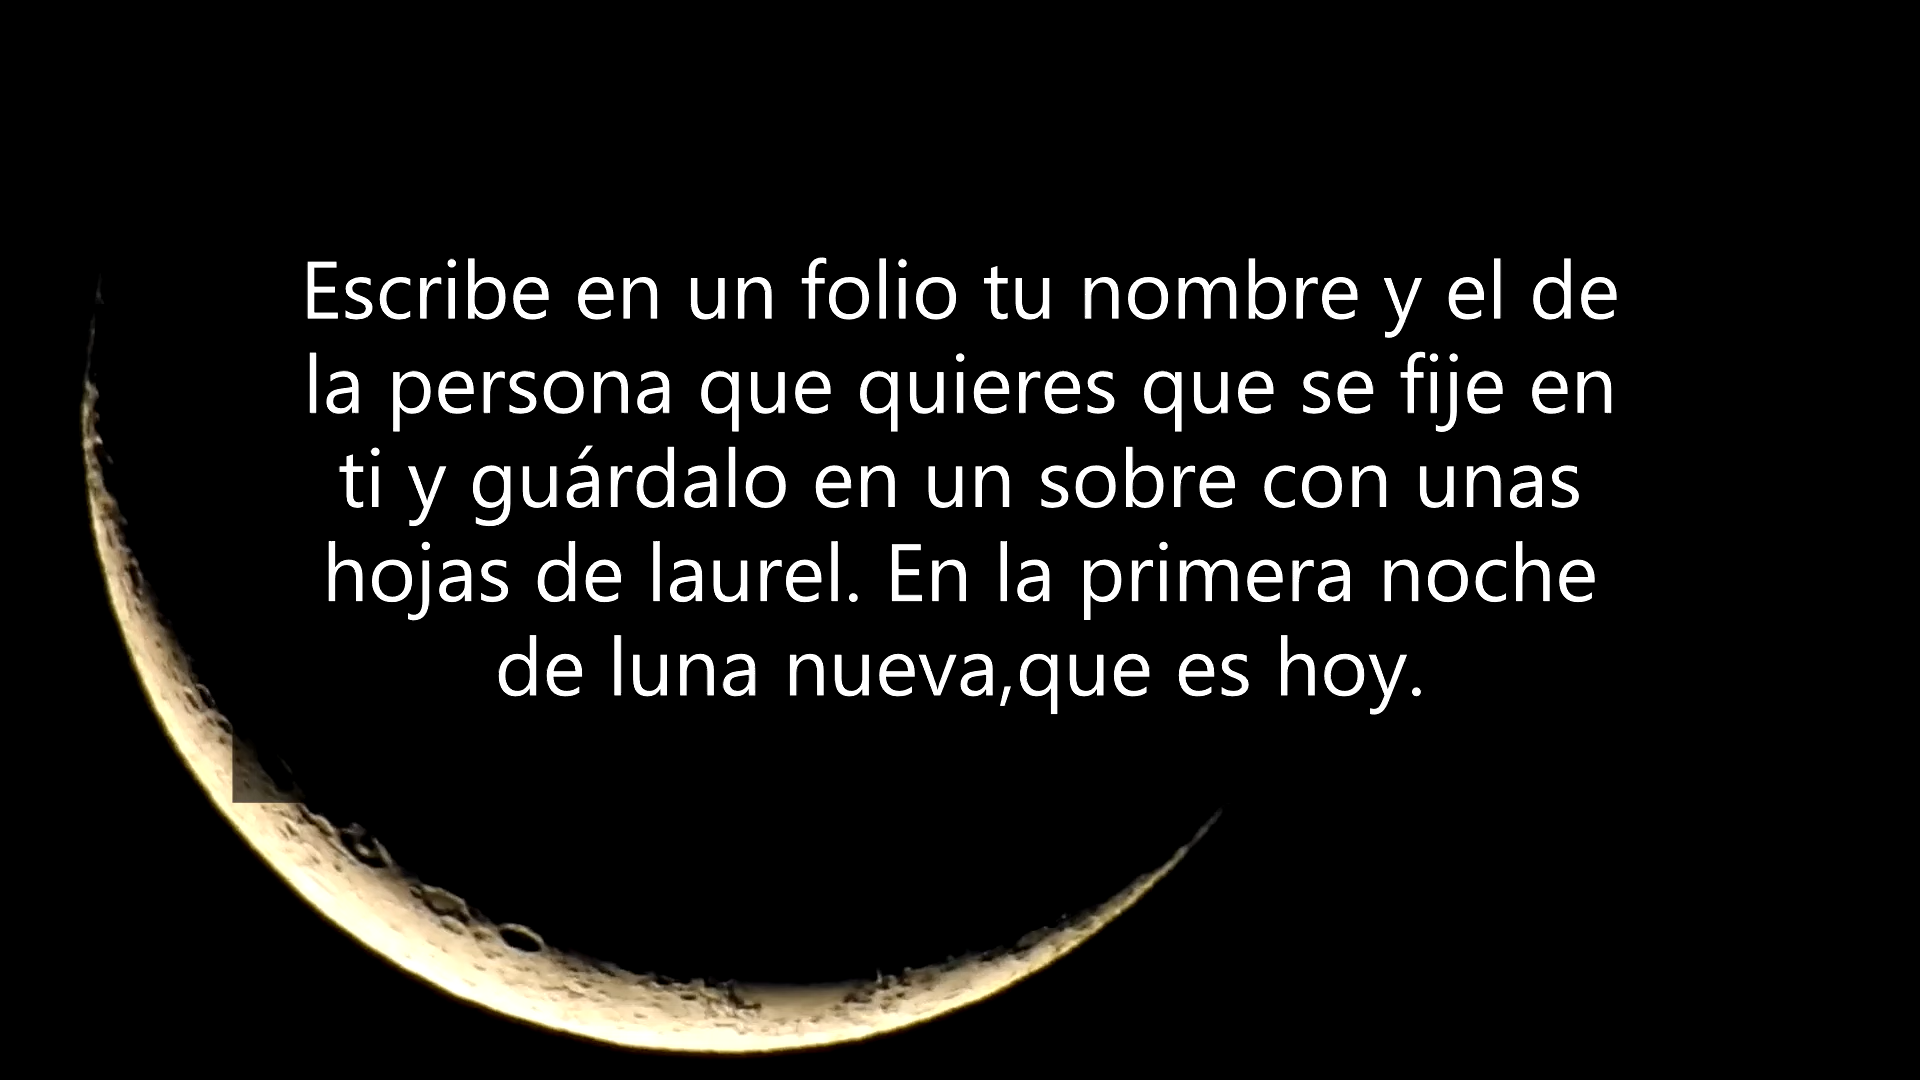 Escribe en un folio tu nombre y el de
la persona que quieres que se fije en
ti y guárdalo en un sobre con unas
hojas de laurel. En la primera noche
de luna nueva,que es hoy.